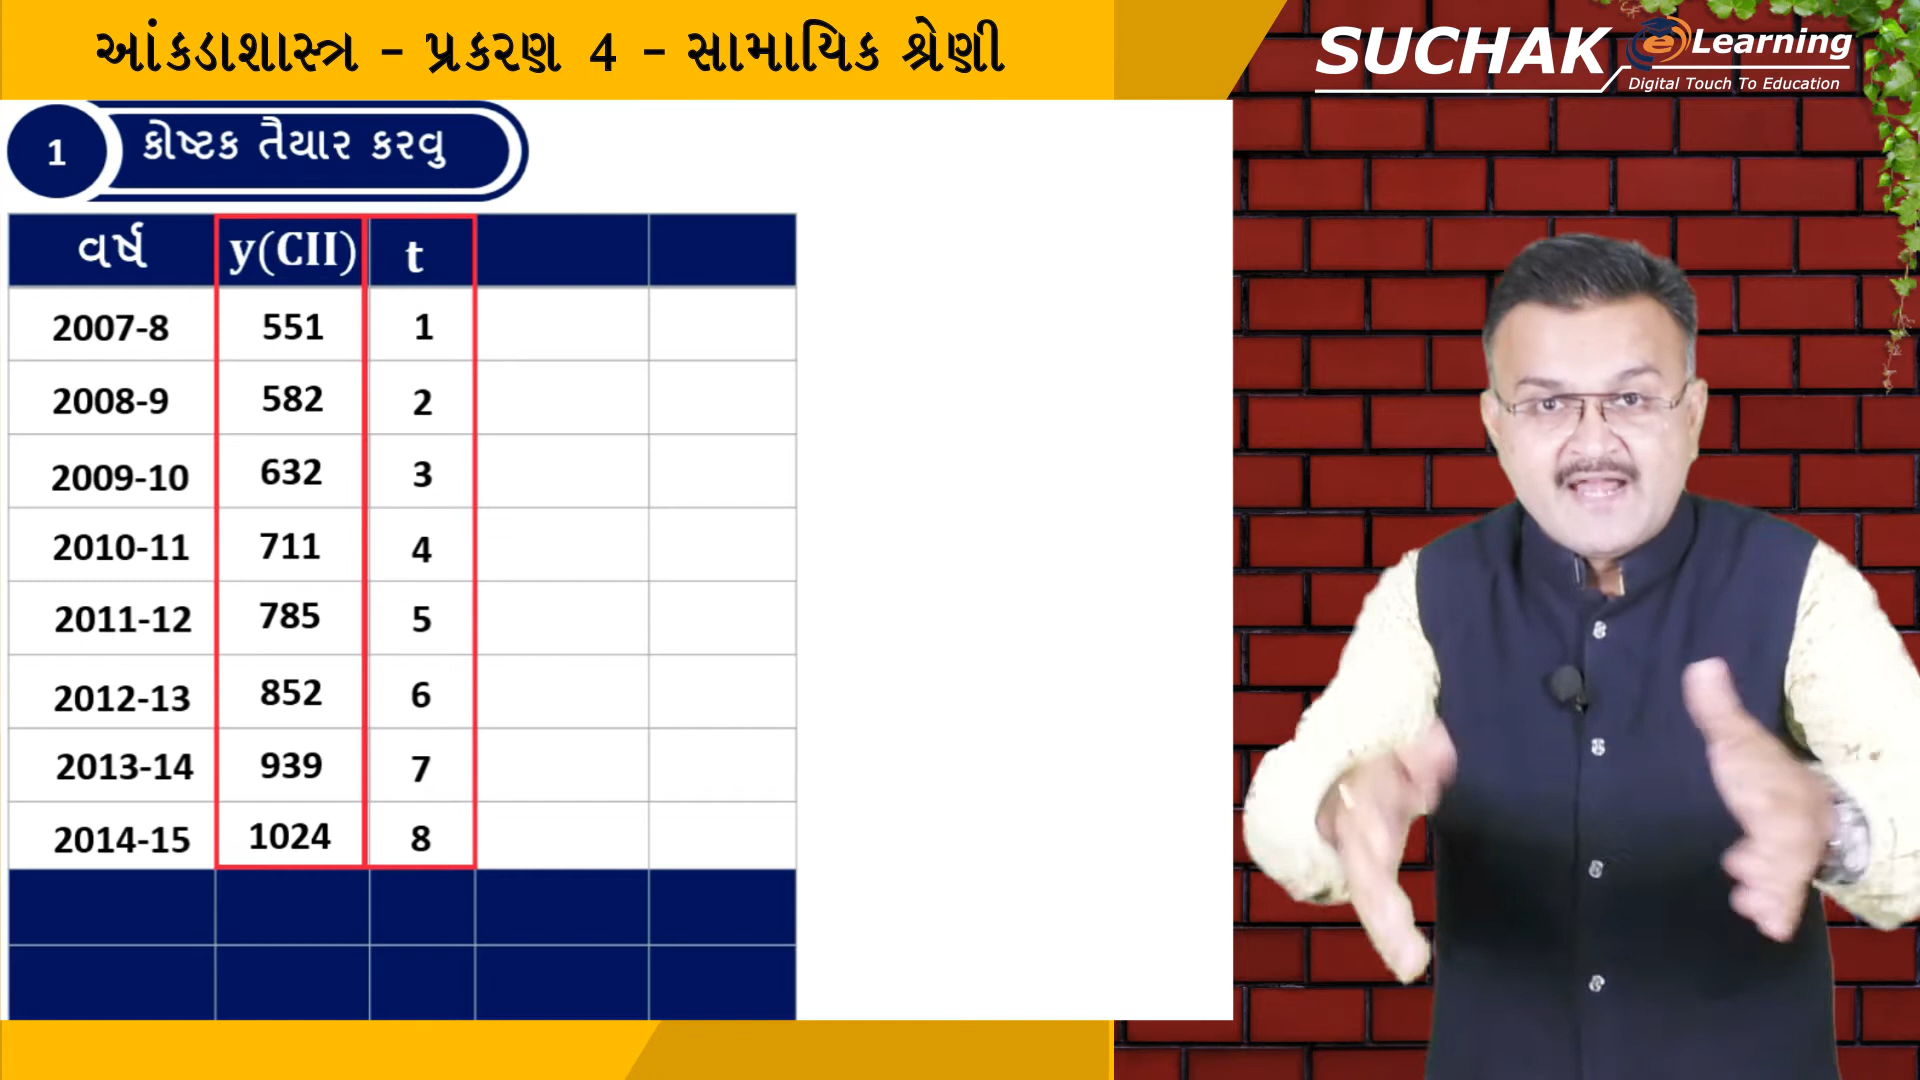 આંકડાશાસ્ત્ર - પ્રકરણ 4 - સામાયિક શ્રેણી
SUCHAK eLearning
Digital Touch To Education
1 કોષ્ટક તૈયાર કરવુ
વર્ષ y(CII) t
2007-8 551 1
2008-9 582 2
2009-10 632 3
2010-11 711 4
2011-12 785 5
2012-13 852 6
2013-14 939 7
2014-15 1024 8